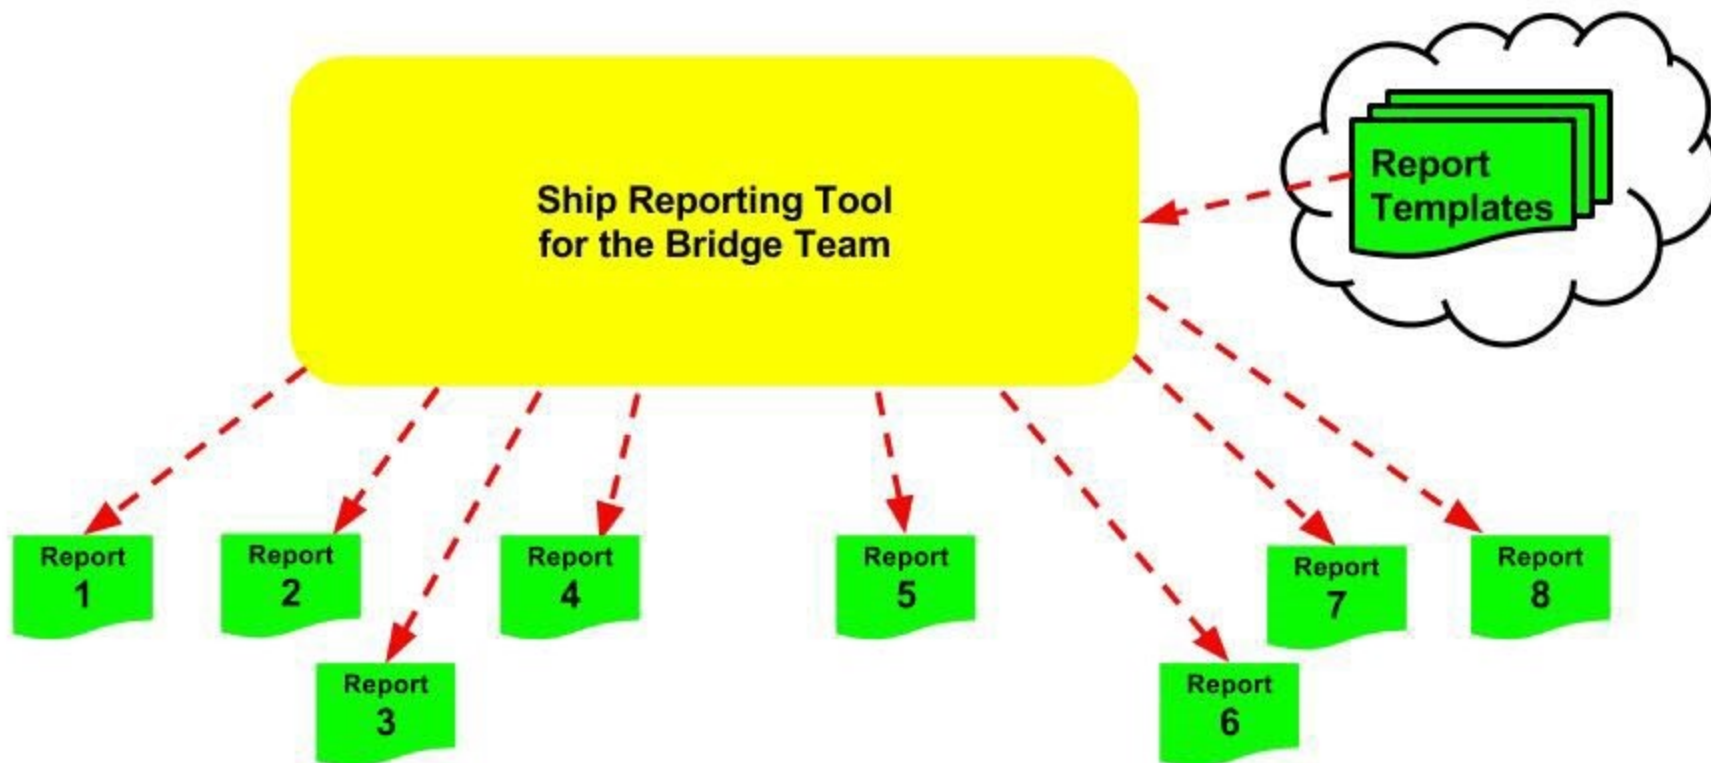 Ship Reporting Tool
for the Bridge Team
Report
Templates
Report
1
Report
2
Report
3
Report
4
Report
5
Report
6
Report
7
Report
8